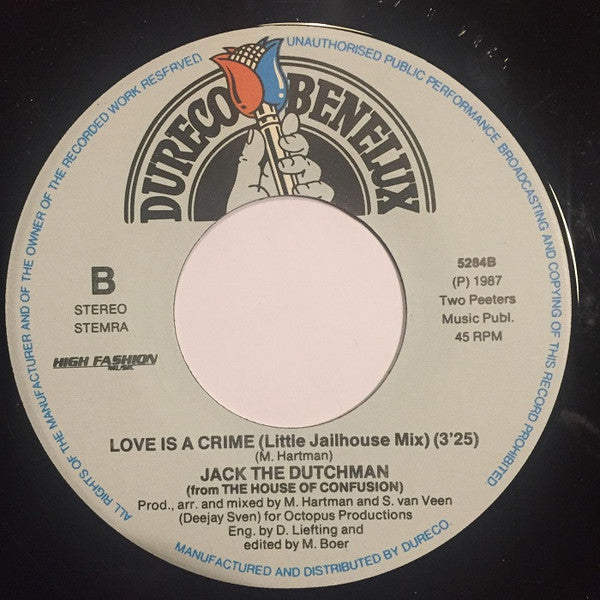 ALL RIGHTS OF THE MANUFACTURER AND OF THE OWNER OF THE RECORDED WORK RESERVED
UNAUTHORISED PUBLIC PERFORMANCE, BROADCASTING AND COPYING OF THIS RECORD PROHIBITED
DURECO BENELUX
B
STEREO
STEMRA
HIGH FASHION
MUSIC
5284B
(P) 1987
Two Peeters
Music Publ.
45 RPM
LOVE IS A CRIME (Little Jailhouse Mix) (3'25)
(M. Hartman)
JACK THE DUTCHMAN
(from THE HOUSE OF CONFUSION)
Prod., arr. and mixed by M. Hartman and S. van Veen
(Deejay Sven) for Octopus Productions
Eng. by D. Liefting and
edited by M. Boer
MANUFACTURED AND DISTRIBUTED BY DURECO.